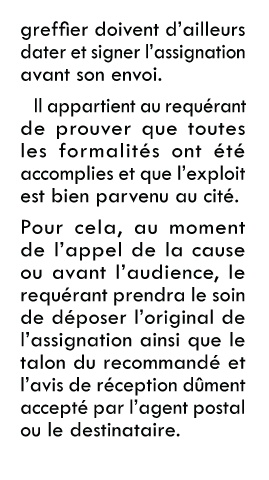 greffier doivent d’ailleurs
dater et signer l’assignation
avant son envoi.
Il appartient au requérant
de prouver que toutes
les formalités ont été
accomplies et que l’exploit
est bien parvenu au cité.
Pour cela, au moment
de l’appel de la cause
ou avant l’audience, le
requérant prendra le soin
de déposer l’original de
l’assignation ainsi que le
talon du recommandé et
l’avis de réception dûment
accepté par l’agent postal
ou le destinataire.